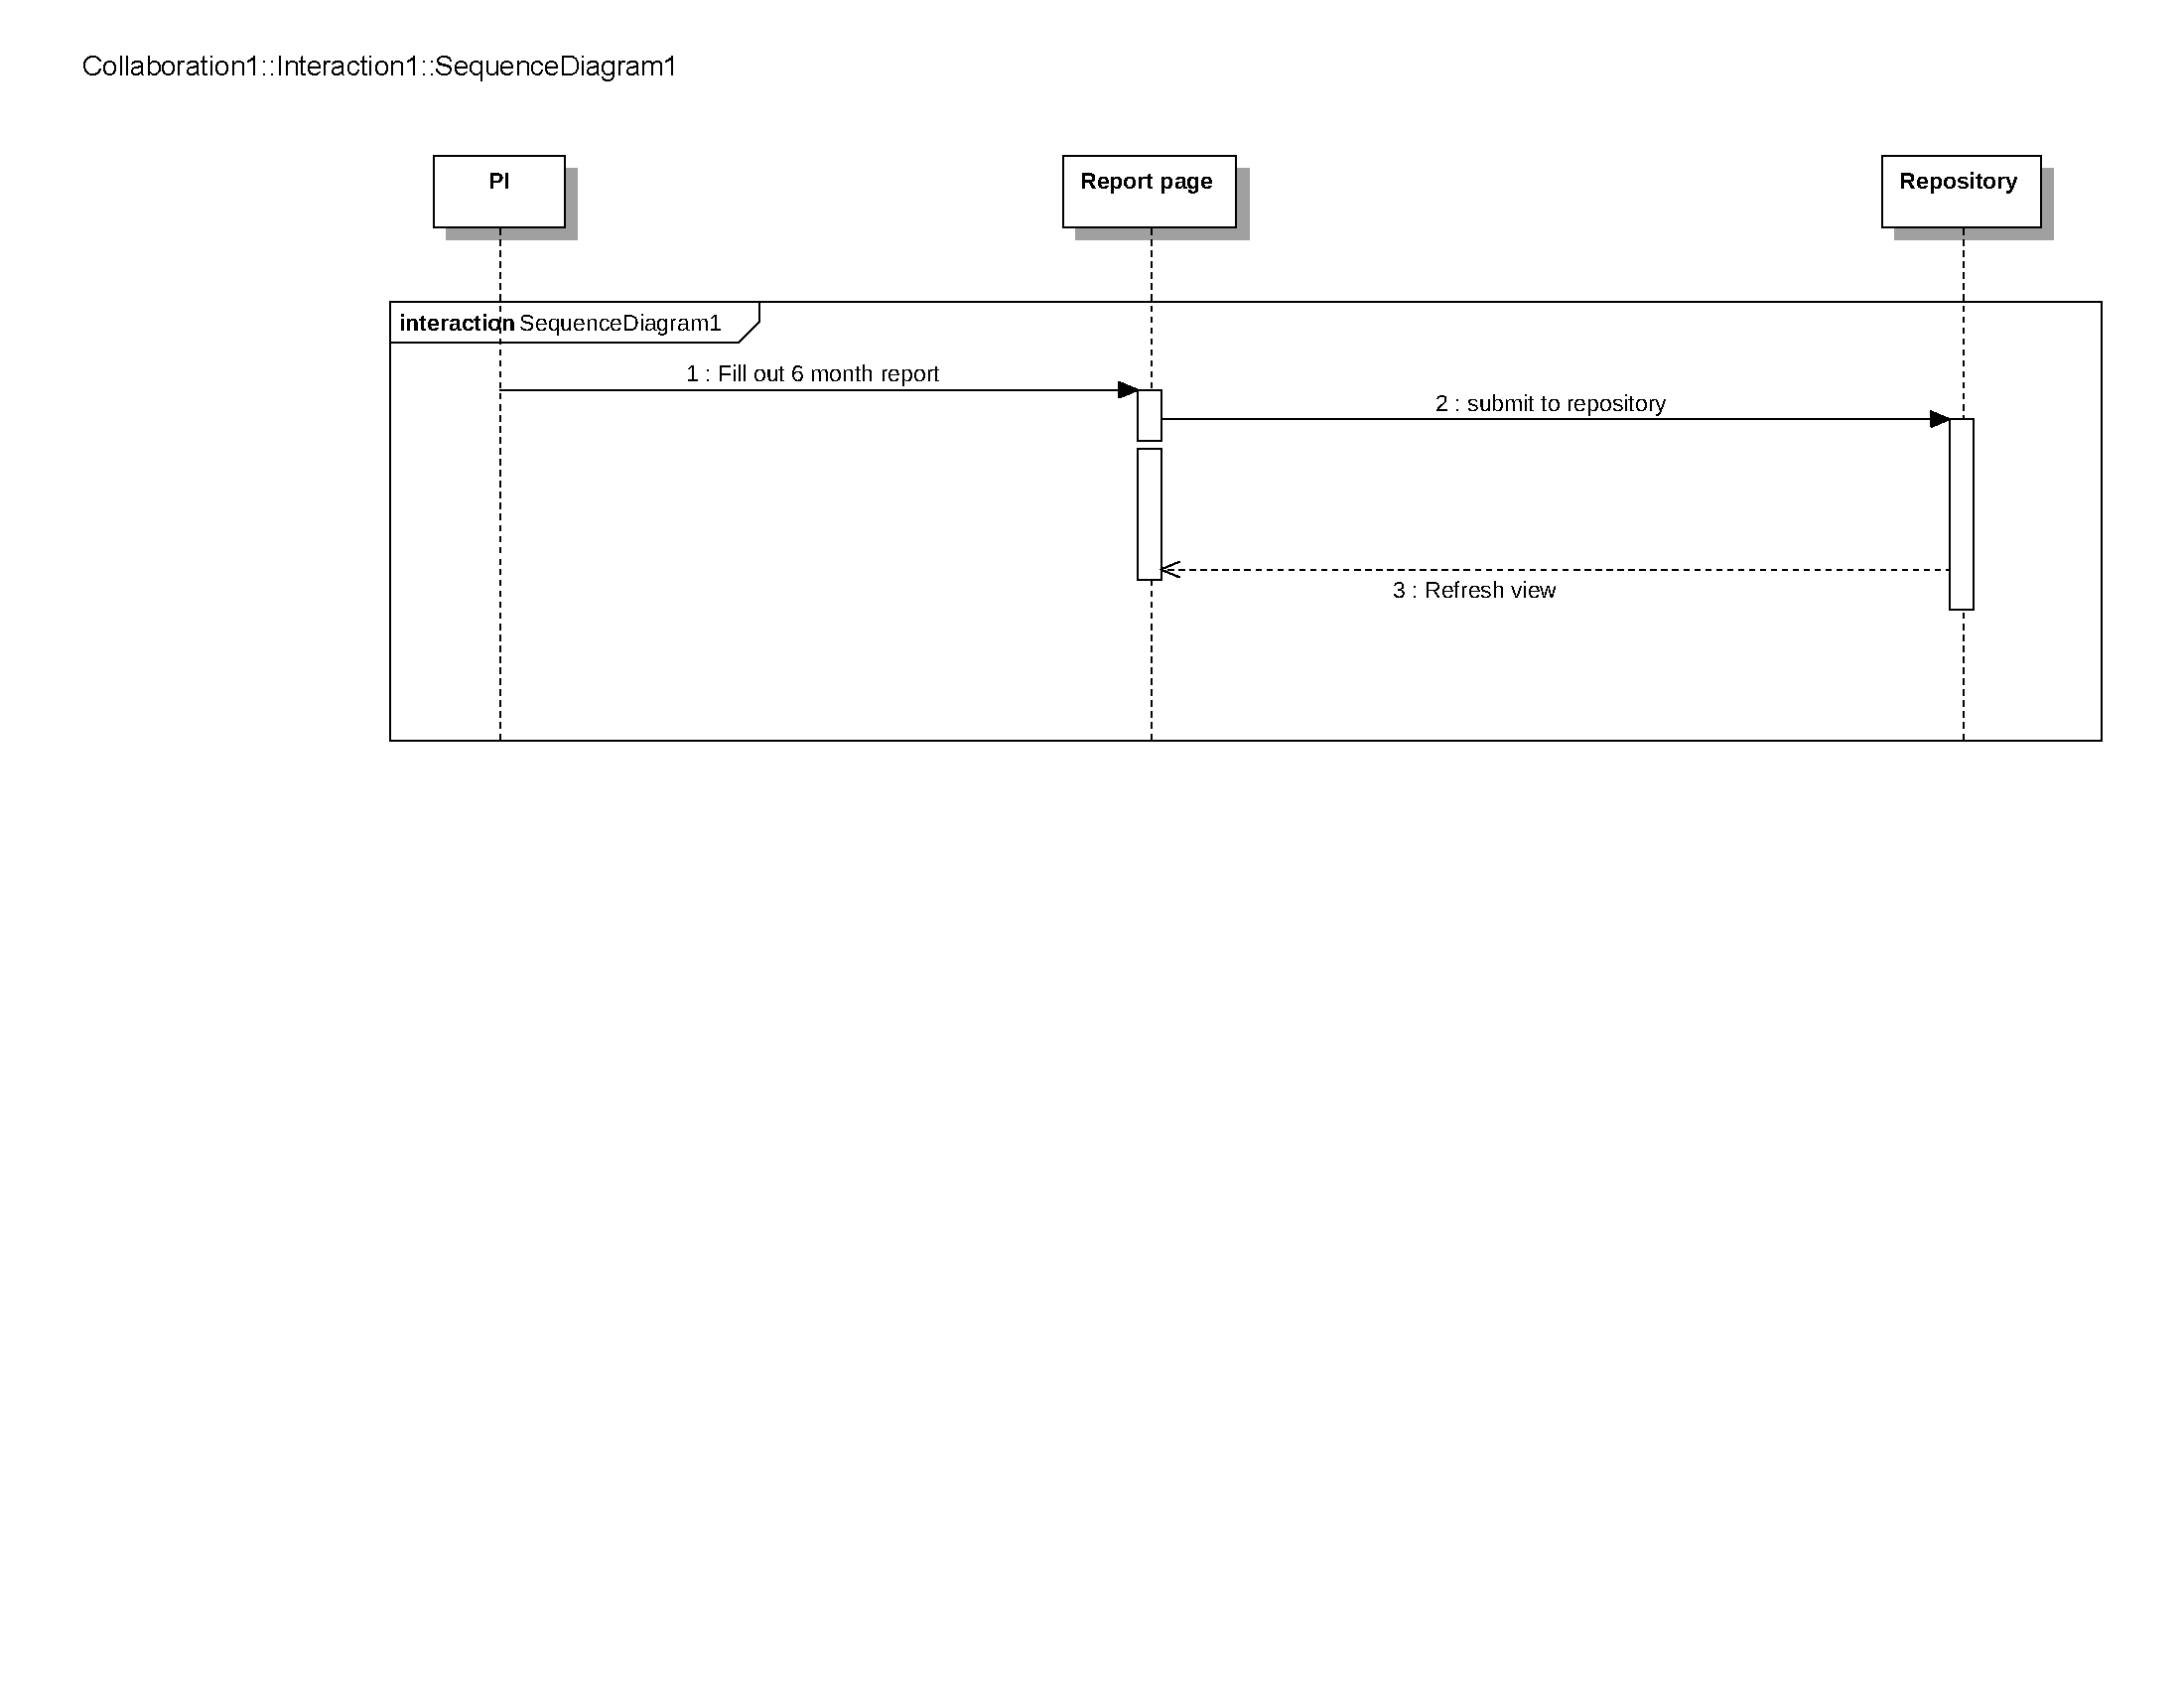 Collaboration1::Interaction1::SequenceDiagram1
PI
Report page
Repository
interaction SequenceDiagram1
1 : Fill out 6 month report
2 : submit to repository
3 : Refresh view